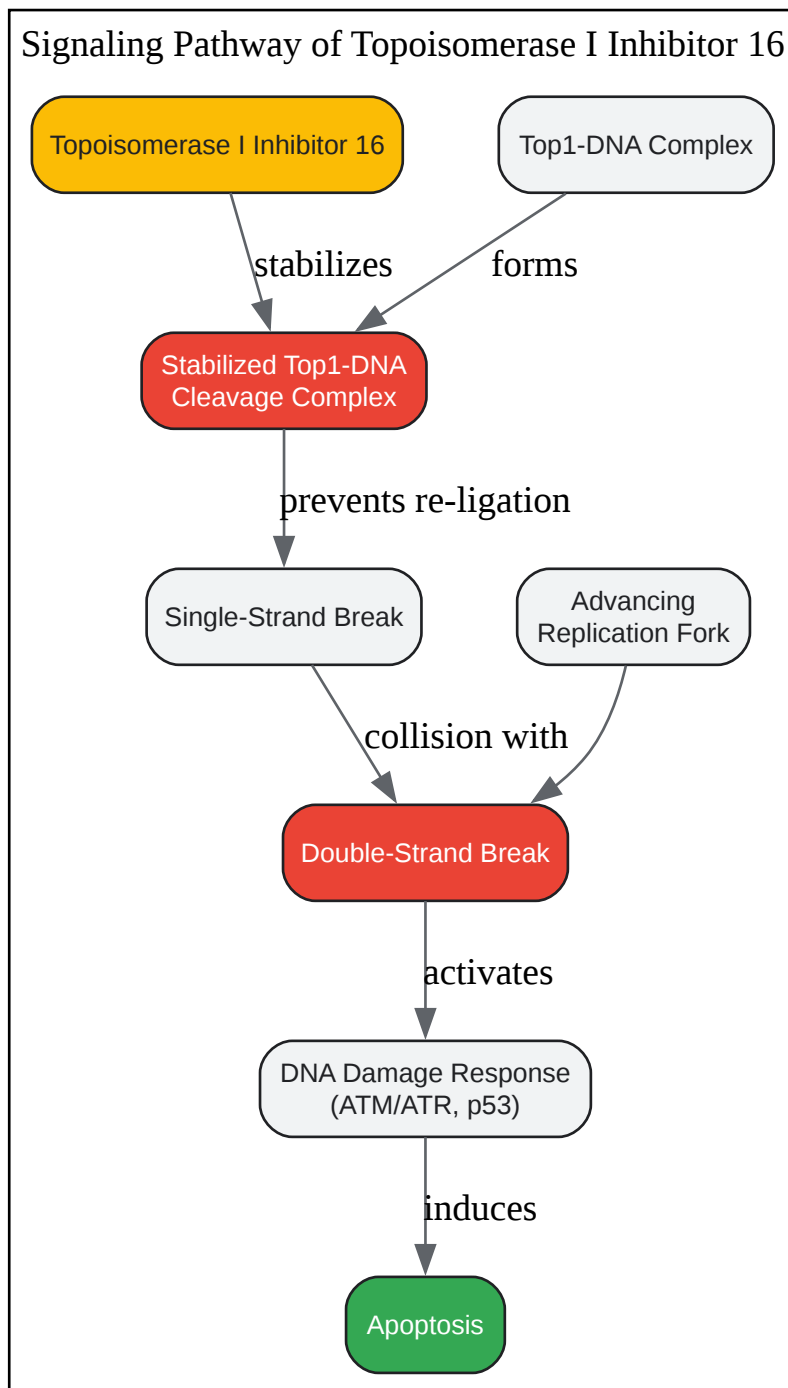 Signaling Pathway of Topoisomerase I Inhibitor 16
Topoisomerase I Inhibitor 16
Top1-DNA Complex
stabilizes
forms
Stabilized Top1-DNA
Cleavage Complex
prevents re-ligation
Single-Strand Break
Advancing
Replication Fork
collision with
Double-Strand Break
activates
DNA Damage Response
(ATM/ATR, p53)
induces
Apoptosis